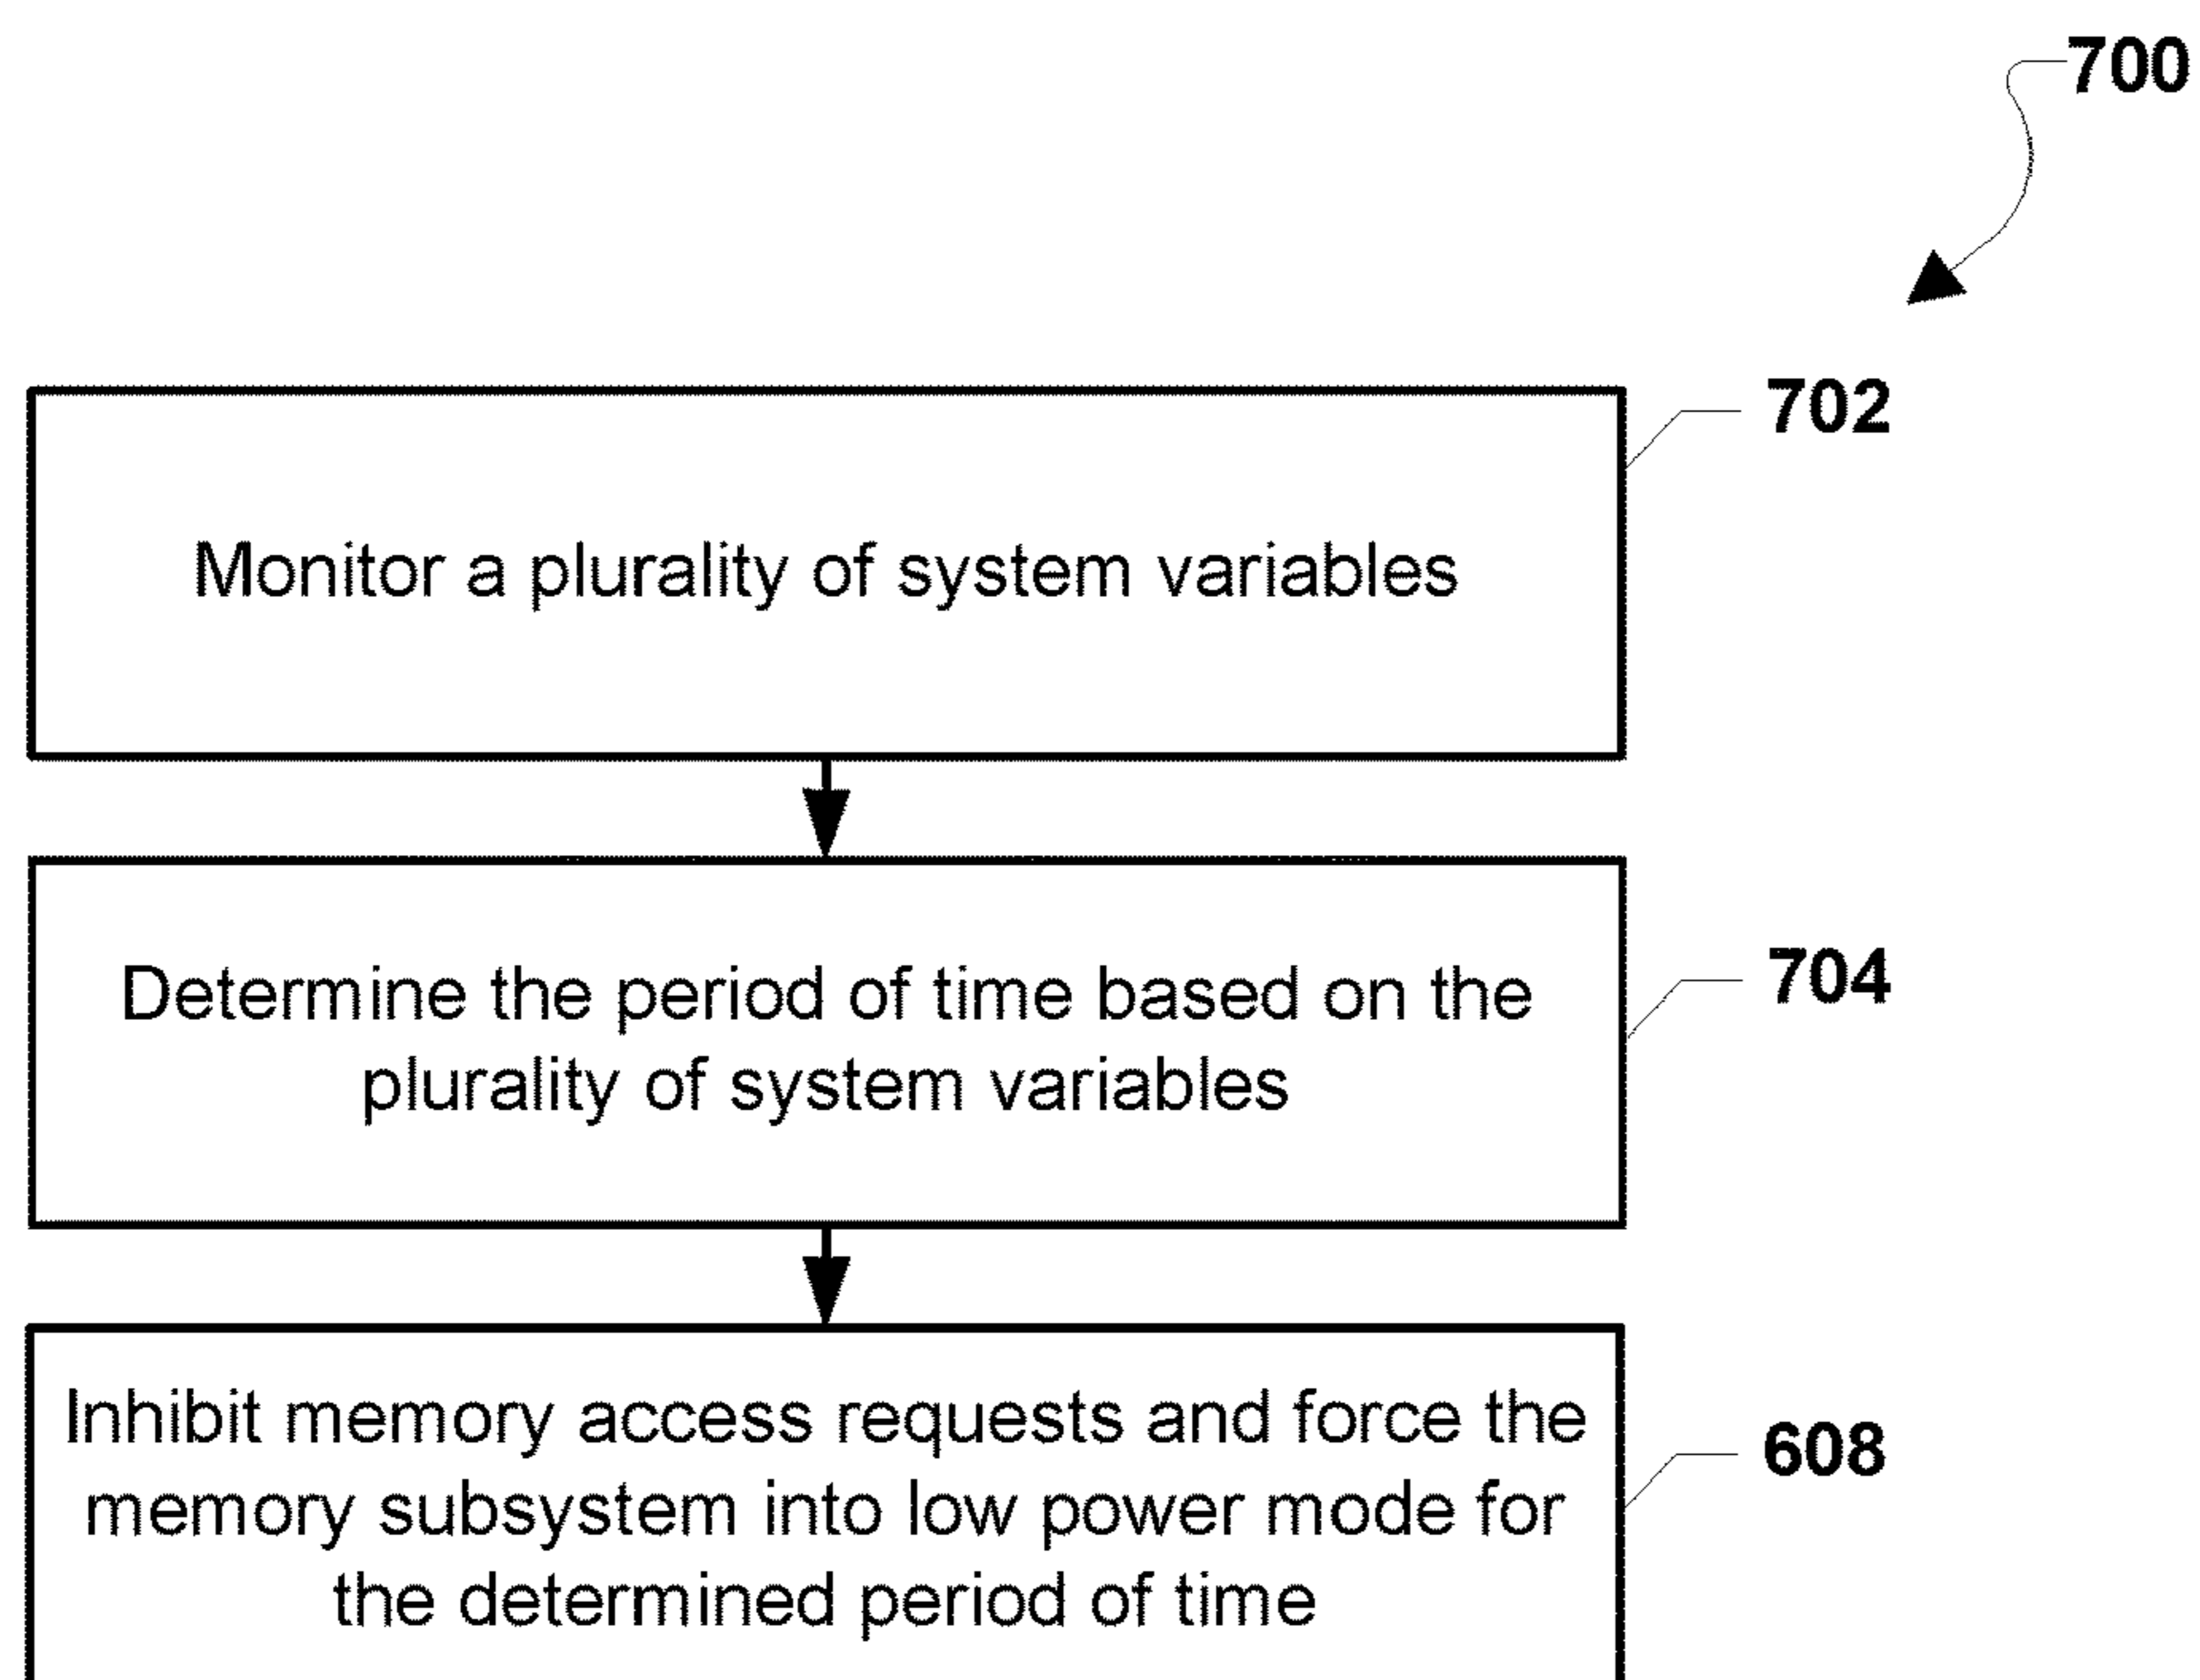 700
702
Monitor a plurality of system variables
704
Determine the period of time based on the
plurality of system variables
608
Inhibit memory access requests and force the
memory subsystem into low power mode for
the determined period of time